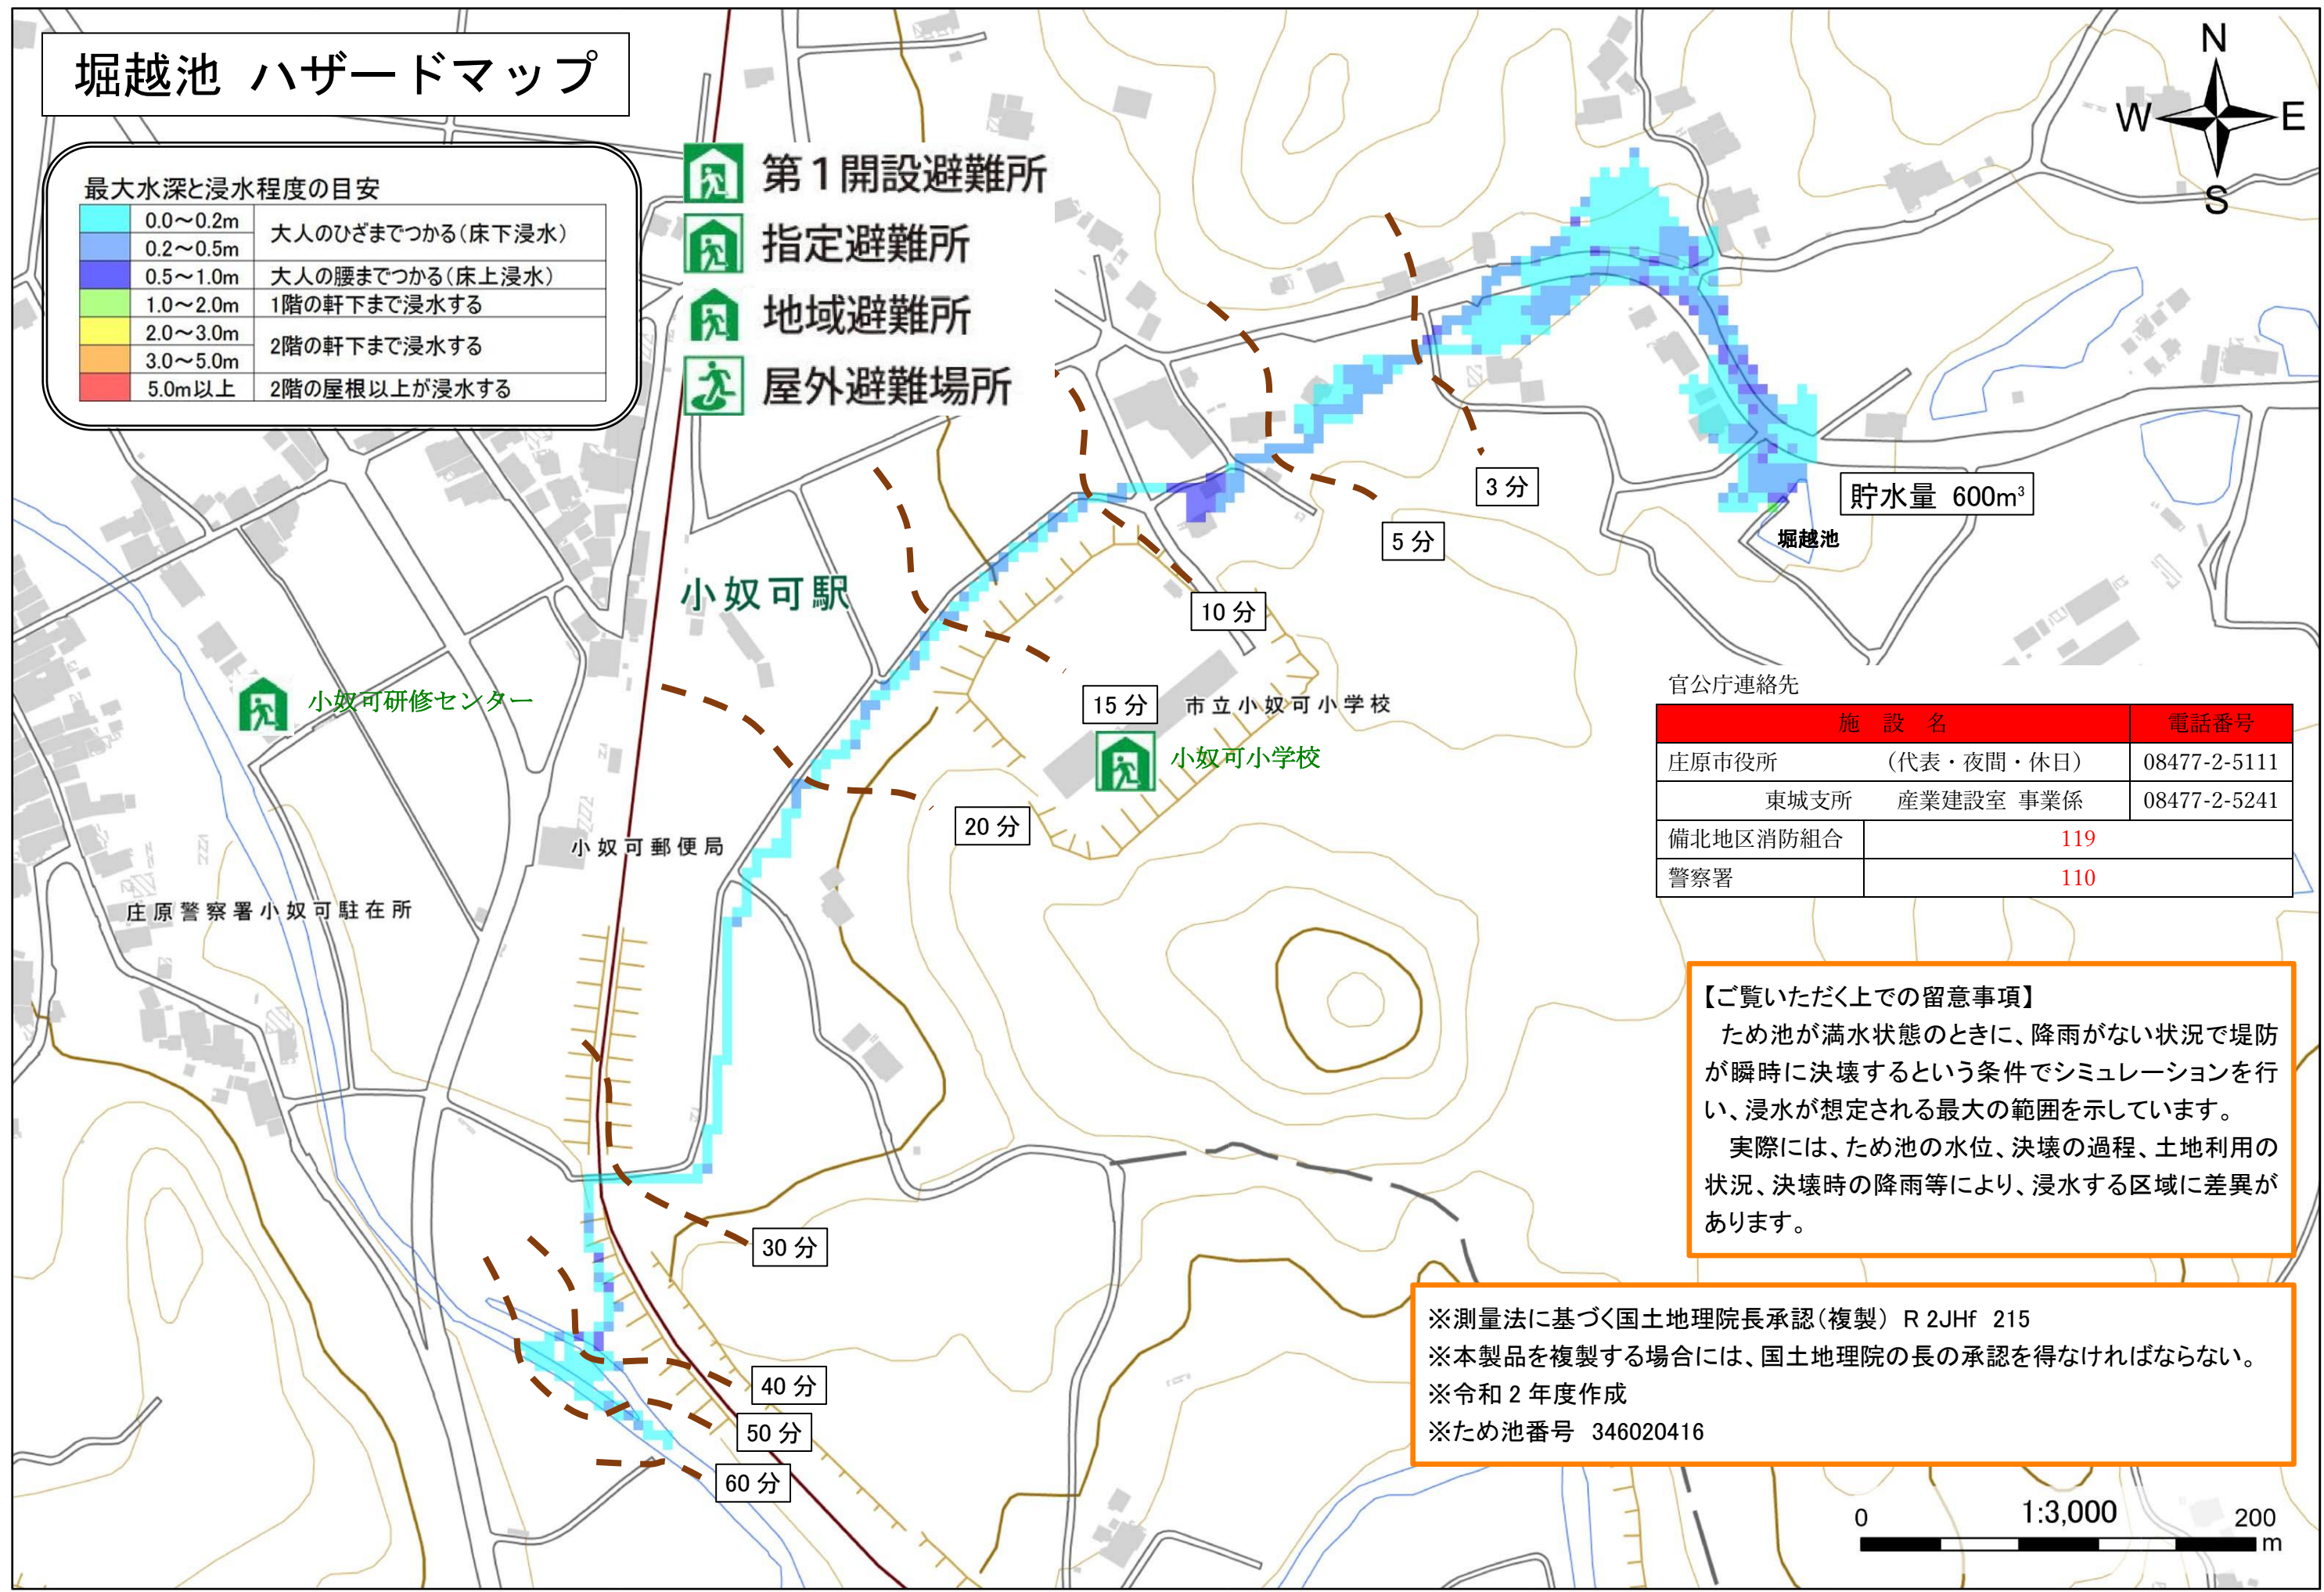 堀越池 ハザードマップ
N
W
E
S
最大水深と浸水程度の目安
0.0～0.2m
0.2～0.5m
大人のひざまでつかる(床下浸水)
0.5～1.0m 大人の腰までつかる(床上浸水)
1.0～2.0m 1階の軒下まで浸水する
2.0～3.0m
3.0～5.0m
2階の軒下まで浸水する
5.0m以上 2階の屋根以上が浸水する
第1開設避難所
指定避難所
地域避難所
屋外避難場所
3分
貯水量 600m³
5分
堀越池
小奴可駅
10分
小奴可研修センター
15分
市立小奴可小学校
小奴可小学校
20分
小奴可郵便局
庄原警察署小奴可駐在所
官公庁連絡先
施 設 名 電話番号
庄原市役所 (代表・夜間・休日) 08477-2-5111
東城支所 産業建設室 事業係 08477-2-5241
備北地区消防組合 119
警察署 110
【ご覧いただく上での留意事項】
ため池が満水状態のときに、降雨がない状況で堤防
が瞬時に決壊するという条件でシミュレーションを行
い、浸水が想定される最大の範囲を示しています。
実際には、ため池の水位、決壊の過程、土地利用の
状況、決壊時の降雨等により、浸水する区域に差異が
あります。
30分
40分
50分
60分
※測量法に基づく国土地理院長承認(複製) R 2JHf 215
※本製品を複製する場合には、国土地理院の長の承認を得なければならない。
※令和2年度作成
※ため池番号 346020416
0 1:3,000 200
m